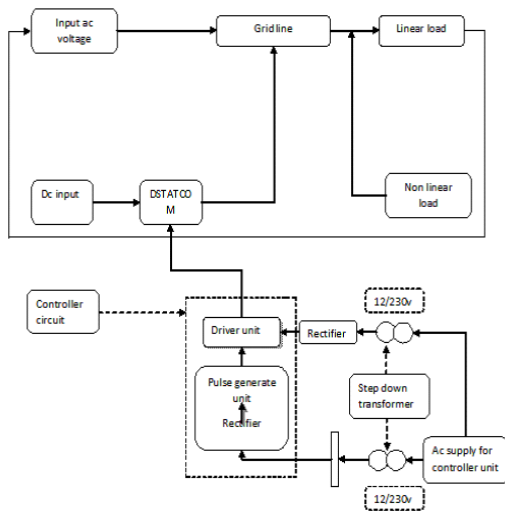 Input ac
voltage
Grid line
Linear load
Dc input
DSTATCO
M
Non linear
load
Controller
circuit
12/230v
Driver unit
Rectifier
Pulse generate
unit
Rectifier
Step down
transformer
Ac supply for
controller unit
12/230v